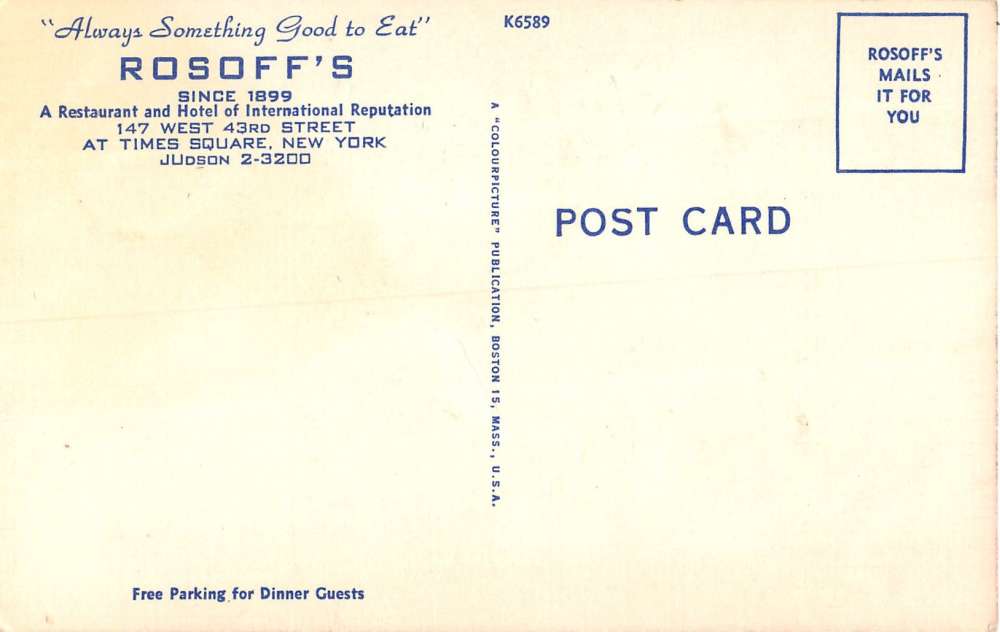 "Always Something Good to Eat"
ROSOFF'S
SINCE 1899
A Restaurant and Hotel of International Reputation
147 WEST 43RD STREET
AT TIMES SQUARE, NEW YORK
JUDSON 2-3200
Free Parking for Dinner Guests
A "COLOURPICTURE" PUBLICATION, BOSTON 15, MASS., U.S.A.
K6589
ROSOFF'S
MAILS
IT FOR
YOU
POST CARD